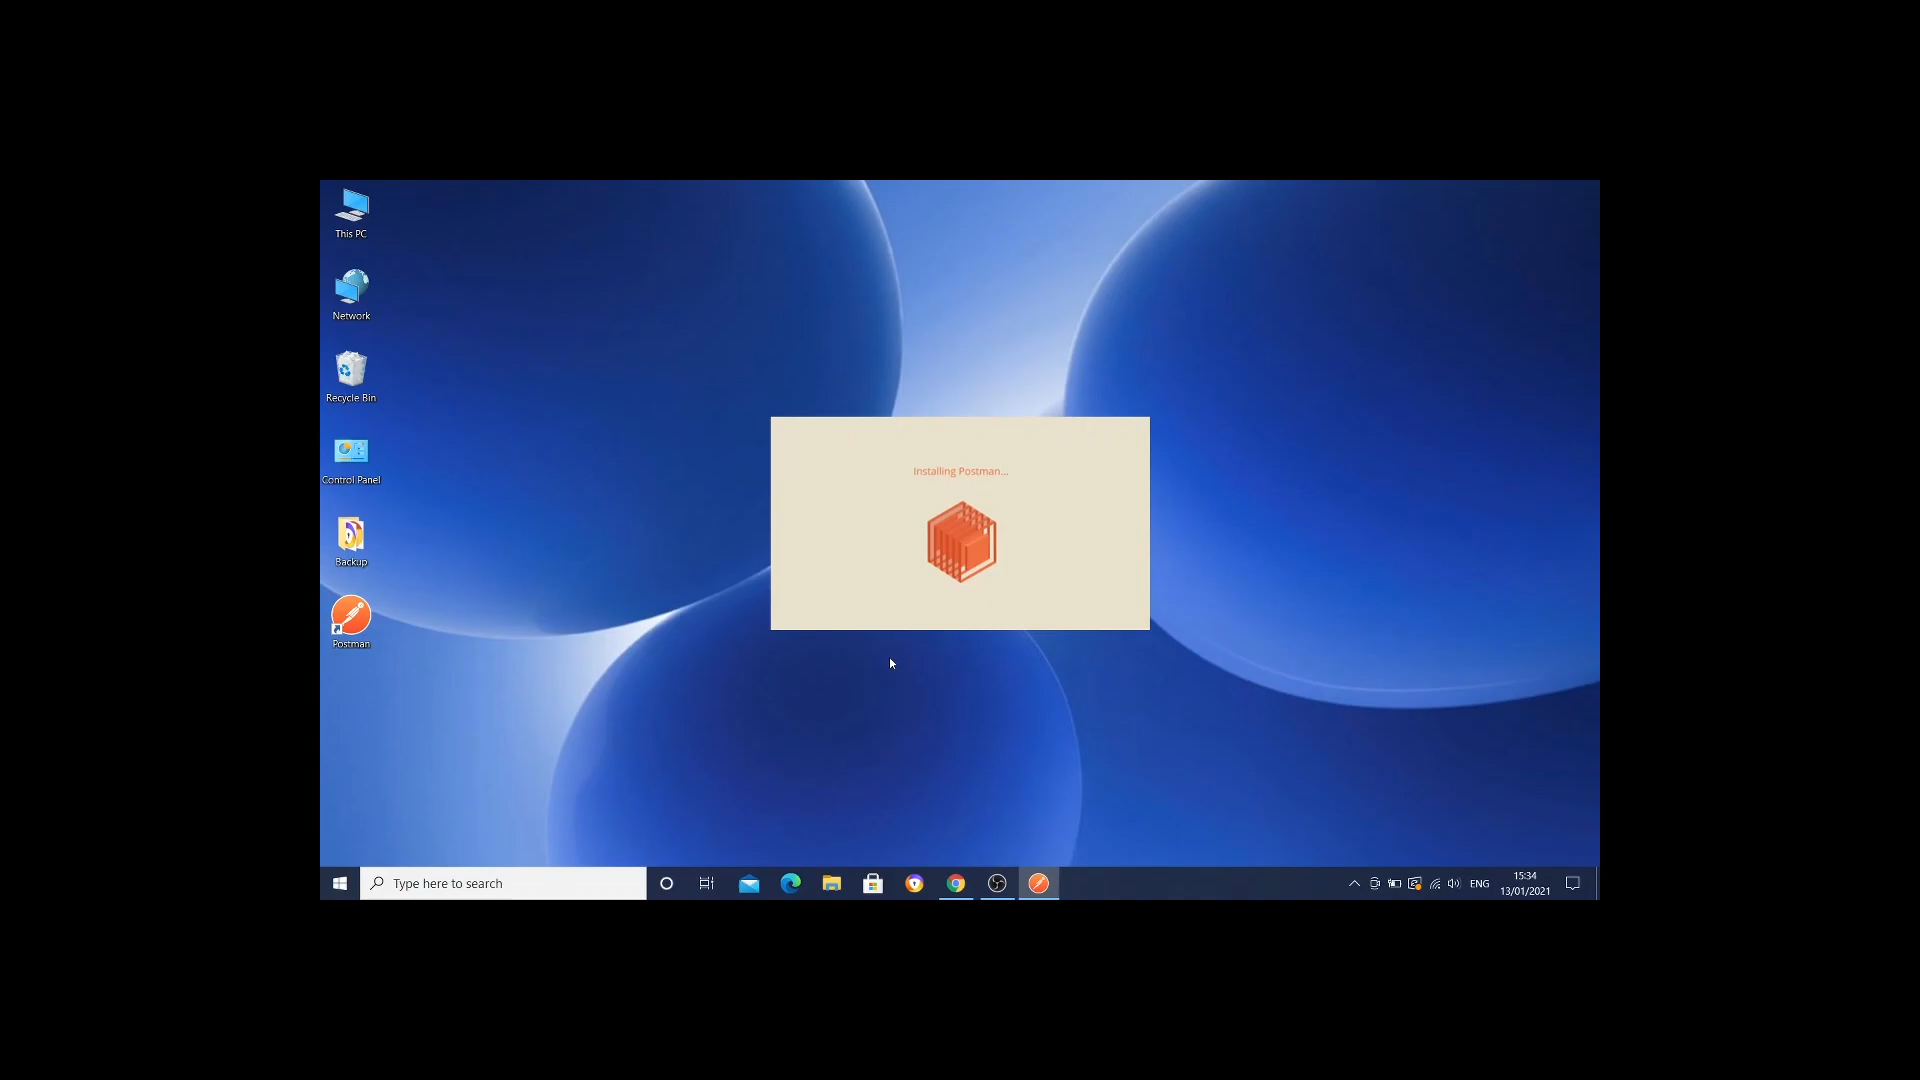 This PC
Network
Recycle Bin
Control Panel
Backup
Postman
Installing Postman...
Type here to search
ENG
15:34
13/01/2021